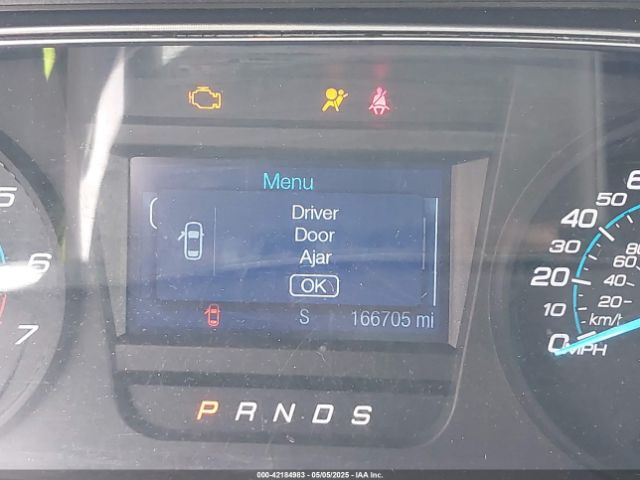 Menu
Driver
Door
Ajar
OK
S 166705 mi
P R N D S
5
6
7
50
40
30
20
10
0 MPH
80
60
40
20
km/h
000-42184983 - 05/05/2025 - IAA Inc.